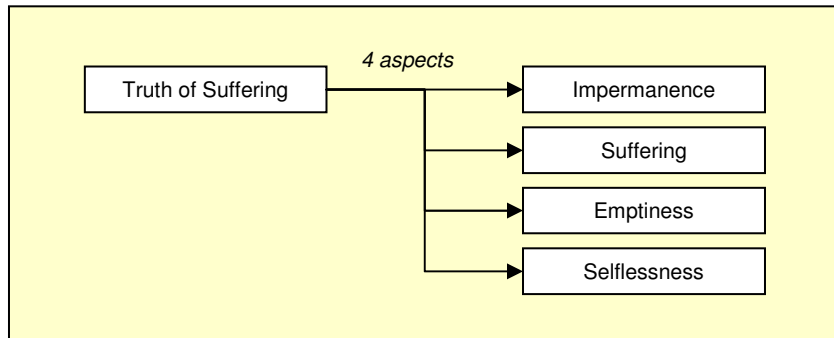 4 aspects
Truth of Suffering
Impermanence
Suffering
Emptiness
Selflessness